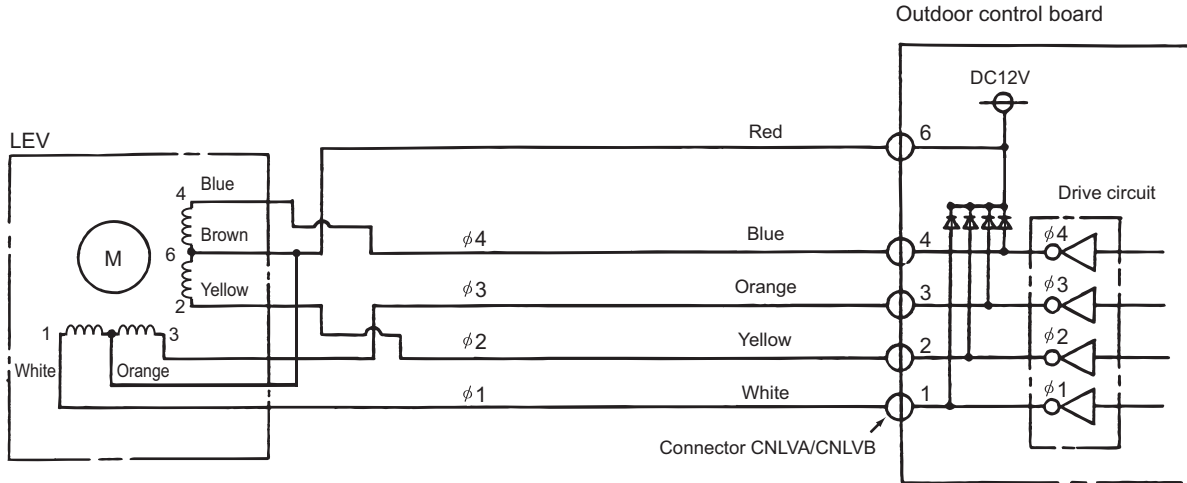 Outdoor control board
DC12V
LEV
Red
6
4
Blue
Drive circuit
Brown
6
M
ϕ4
Blue
4
ϕ4
Yellow
2
ϕ3
Orange
3
ϕ3
1
3
ϕ2
Yellow
2
ϕ2
White
Orange
ϕ1
White
1
ϕ1
Connector CNLVA/CNLVB